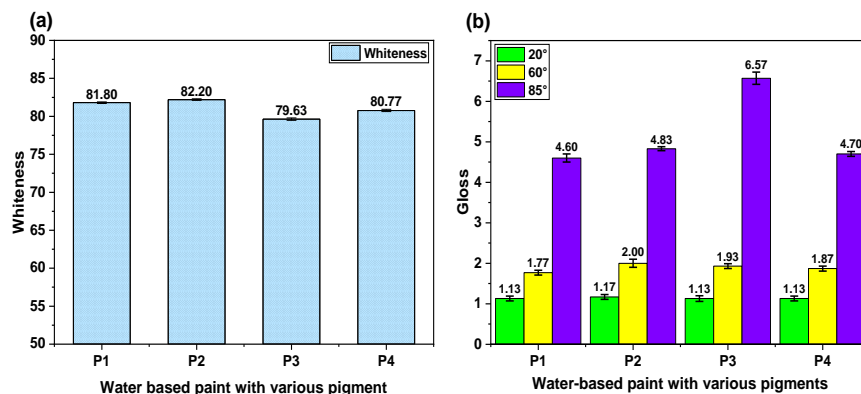 (a)
90
85
80
75
80
65
60
55
50
Whiteness
Whiteness
81.80
82.20
79.63
80.77
P1
P2
P3
P4
Water based paint with various pigment
(b)
7
6
5
4
3
2
1
0
Gloss
20°
60°
85°
1.13
1.77
4.60
1.17
2.00
4.83
1.13
1.93
6.57
1.13
1.87
4.70
P1
P2
P3
P4
Water-based paint with various pigments